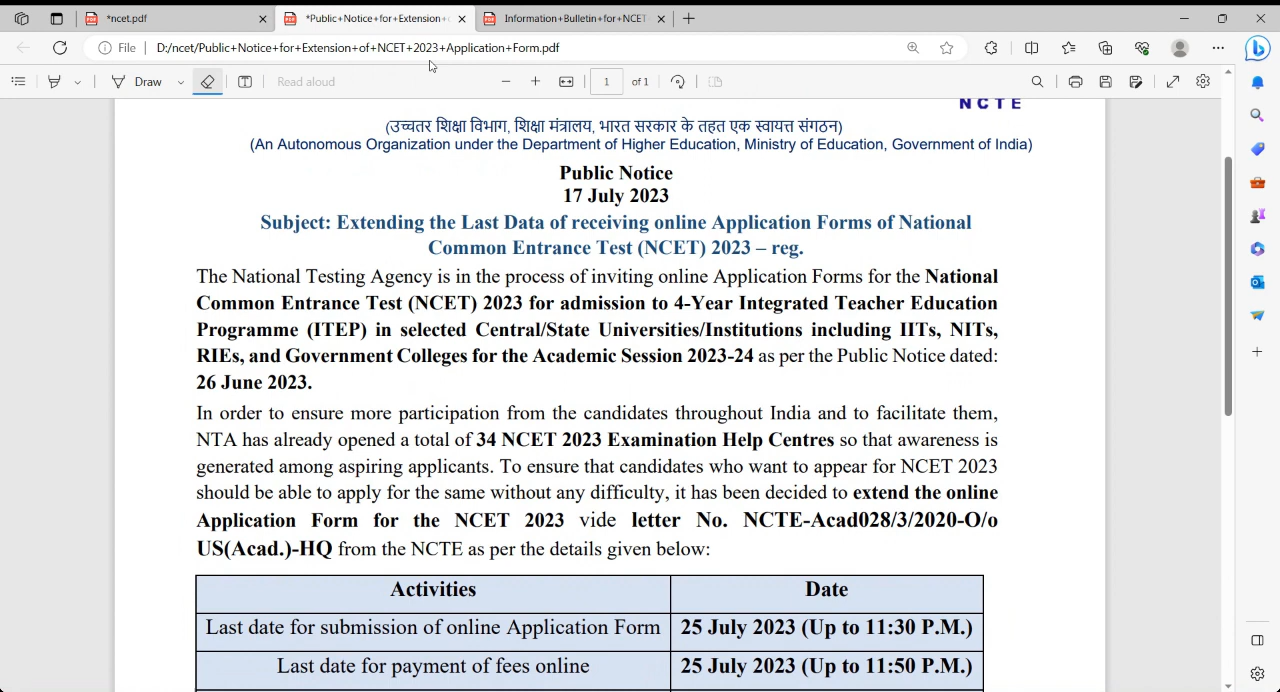 *ncet.pdf
*Public+Notice+for+Extension+
Information+Bulletin+for+NCET
File
D:/ncet/Public+Notice+for+Extension+of+NCET+2023+Application+Form.pdf
Draw
Read aloud
1
of 1
NCTE
(उच्चतर शिक्षा विभाग, शिक्षा मंत्रालय, भारत सरकार के तहत एक स्वायत्त संगठन)
(An Autonomous Organization under the Department of Higher Education, Ministry of Education, Government of India)
Public Notice
17 July 2023
Subject: Extending the Last Data of receiving online Application Forms of National
Common Entrance Test (NCET) 2023 – reg.
The National Testing Agency is in the process of inviting online Application Forms for the National
Common Entrance Test (NCET) 2023 for admission to 4-Year Integrated Teacher Education
Programme (ITEP) in selected Central/State Universities/Institutions including IITs, NITs,
RIEs, and Government Colleges for the Academic Session 2023-24 as per the Public Notice dated:
26 June 2023.
In order to ensure more participation from the candidates throughout India and to facilitate them,
NTA has already opened a total of 34 NCET 2023 Examination Help Centres so that awareness is
generated among aspiring applicants. To ensure that candidates who want to appear for NCET 2023
should be able to apply for the same without any difficulty, it has been decided to extend the online
Application Form for the NCET 2023 vide letter No. NCTE-Acad028/3/2020-O/o
US(Acad.)-HQ from the NCTE as per the details given below:
Activities
Date
Last date for submission of online Application Form
25 July 2023 (Up to 11:30 P.M.)
Last date for payment of fees online
25 July 2023 (Up to 11:50 P.M.)